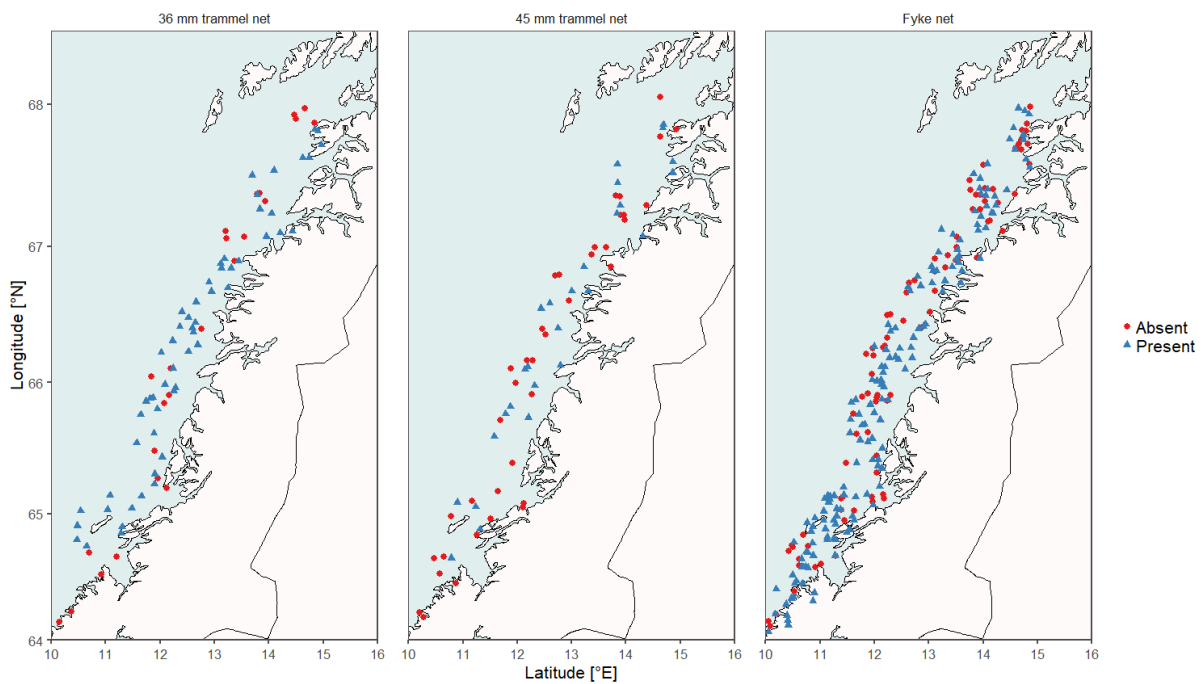 36 mm trammel net 45 mm trammel net Fyke net
68
67
66
65
64
Longitude [°N]
10 11 12 13 14 15 16 10 11 12 13 14 15 16 10 11 12 13 14 15 16
Latitude [°E]
Absent
Present